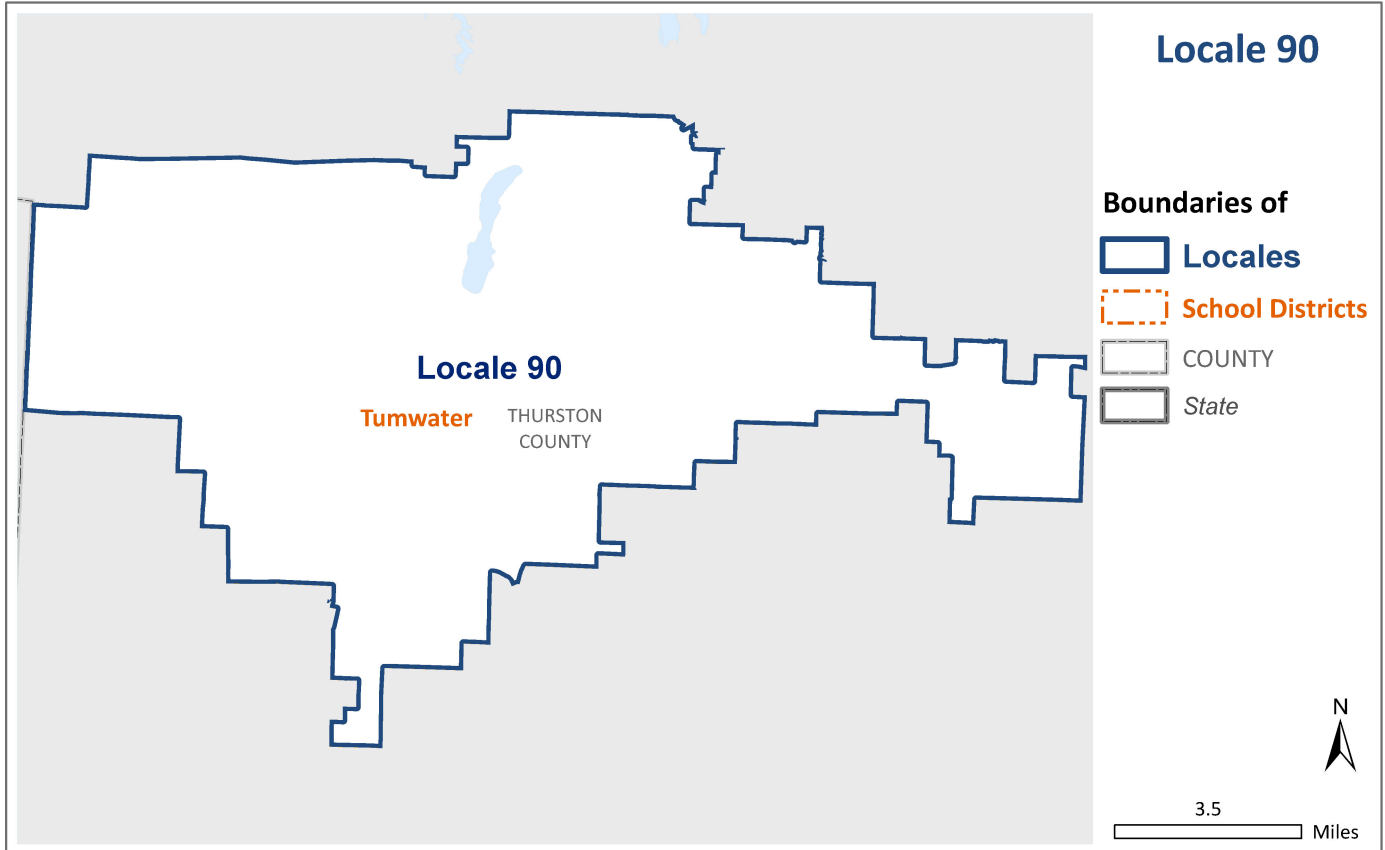 Locale 90
Boundaries of
Locales
School Districts
COUNTY
State
Locale 90
Tumwater
THURSTON
COUNTY
N
3.5
Miles